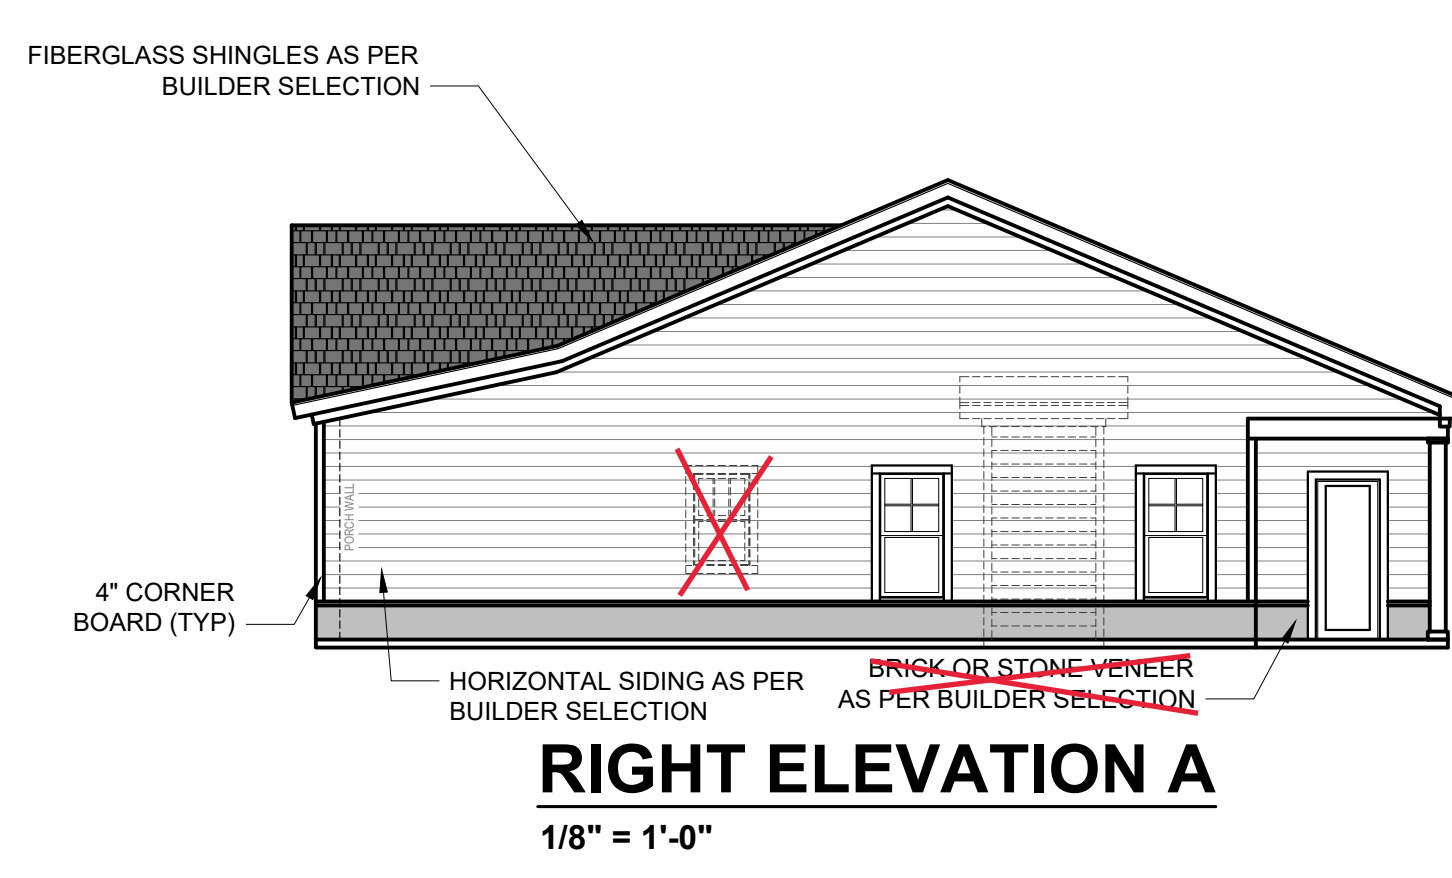 FIBERGLASS SHINGLES AS PER
BUILDER SELECTION
PORCH WALL
4" CORNER
BOARD (TYP)
HORIZONTAL SIDING AS PER
BUILDER SELECTION
BRICK OR STONE VENEER
AS PER BUILDER SELECTION
RIGHT ELEVATION A
1/8" = 1'-0"